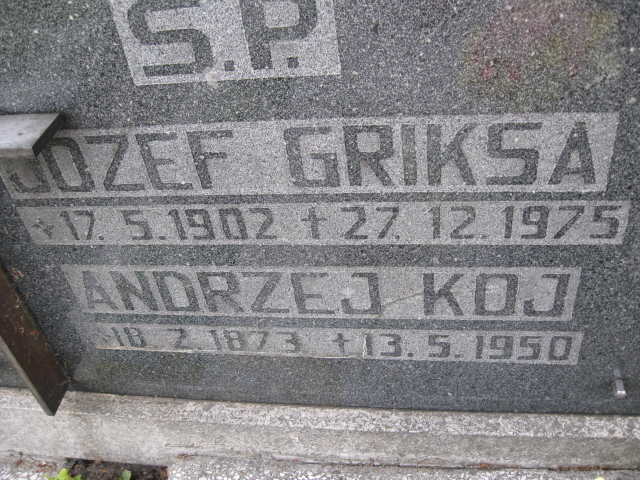 S.P.
JOZEF GRIKSA
* 17. 5. 1902 † 27. 12. 1975
ANDRZEJ KOJ
* 18. 2. 1873 † 13. 5. 1950